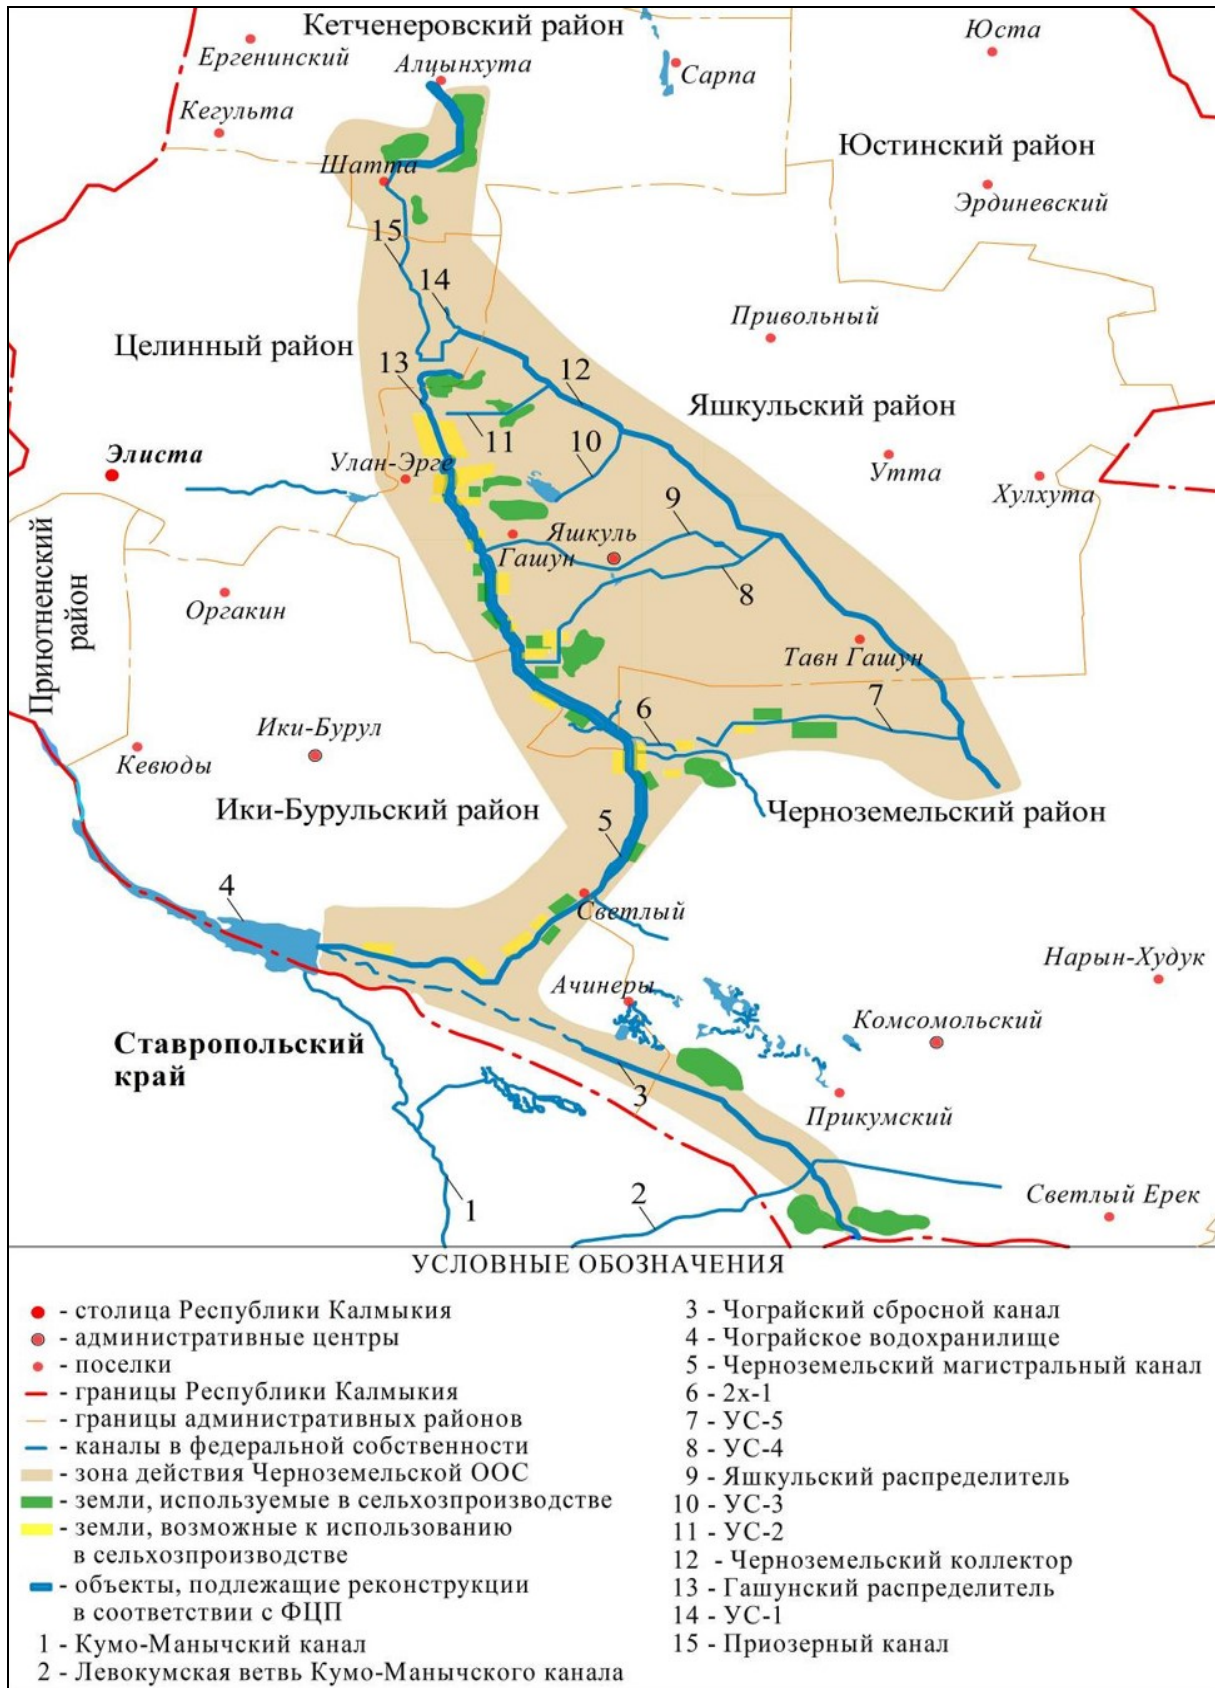 Кетченеровский район
Ергенинский
Алцынхута
Сарпа
Юста
Кегульта
Юстинский район
Шатта
Эрдиневский
15
14
Привольный
Целинный район
13
12
Яшкульский район
Элиста
Улан-Эрге
11
10
Утта
Хулхута
9
Яшкуль
Гашун
Приютненский
район
Оргакин
8
Тавн Гашун
7
6
Ики-Бурул
Кевюды
Ики-Бурульский район
Черноземельский район
5
4
Светлый
Ачинеры
Нарын-Худук
Комсомольский
Ставропольский
край
3
Прикумский
1
2
Светлый Ерек
УСЛОВНЫЕ ОБОЗНАЧЕНИЯ
- столица Республики Калмыкия
- административные центры
- поселки
- границы Республики Калмыкия
- границы административных районов
- каналы в федеральной собственности
- зона действия Черноземельской ООС
- земли, используемые в сельхозпроизводстве
- земли, возможные к использованию
в сельхозпроизводстве
- объекты, подлежащие реконструкции
в соответствии с ФЦП
1 - Кумо-Манычский канал
2 - Левокумская ветвь Кумо-Манычского канала
3 - Чограйский сбросной канал
4 - Чограйское водохранилище
5 - Черноземельский магистральный канал
6 - 2х-1
7 - УС-5
8 - УС-4
9 - Яшкульский распределитель
10 - УС-3
11 - УС-2
12 - Черноземельский коллектор
13 - Гашунский распределитель
14 - УС-1
15 - Приозерный канал